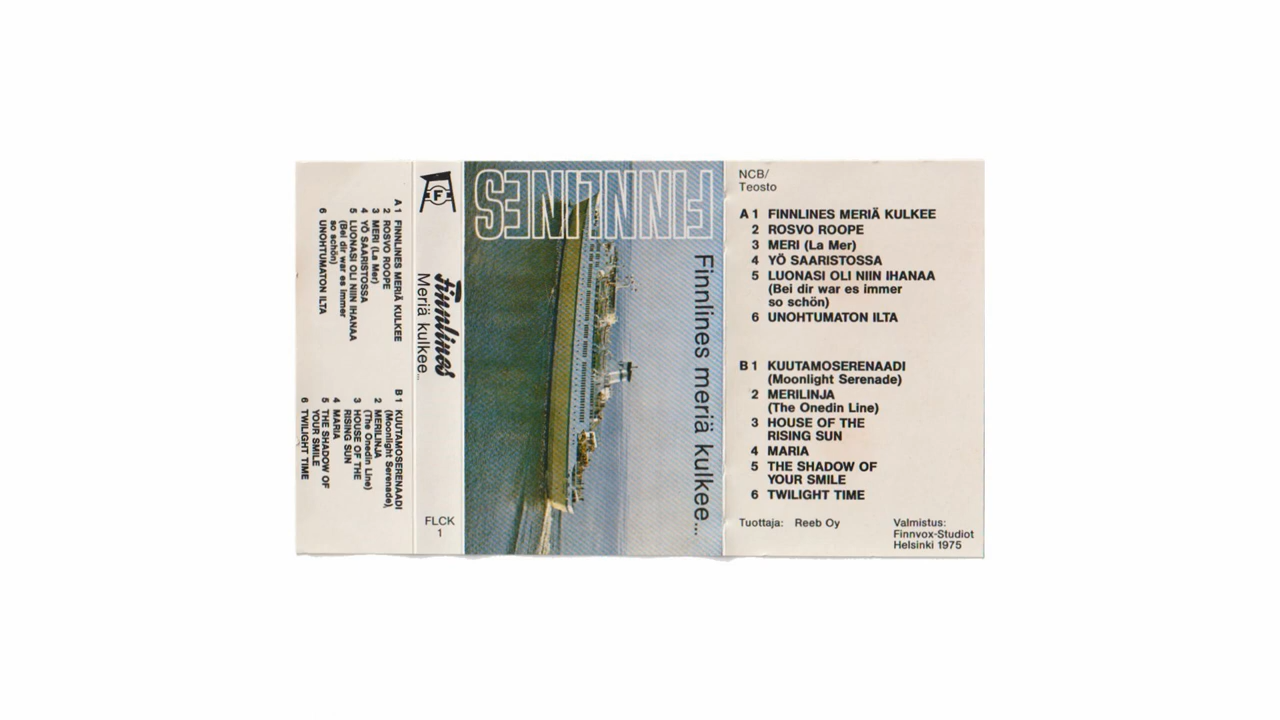 A 1 FINNLINES MERIÄ KULKEE
2 ROSVO ROOPE
3 MERI (La Mer)
4 YÖ SAARISTOSSA
5 LUONASI OLI NIIN IHANAA
(Bei dir war es immer
so schön)
6 UNOHTUMATON ILTA
B 1 KUUTAMOSERENAADI
(Moonlight Serenade)
2 MERILINJA
(The Onedin Line)
3 HOUSE OF THE
RISING SUN
4 MARIA
5 THE SHADOW OF
YOUR SMILE
6 TWILIGHT TIME
F
Finnlines
Meriä kulkee...
FLCK
1
FINNLINES
Finnlines meriä kulkee...
NCB/
Teosto
A 1 FINNLINES MERIÄ KULKEE
2 ROSVO ROOPE
3 MERI (La Mer)
4 YÖ SAARISTOSSA
5 LUONASI OLI NIIN IHANAA
(Bei dir war es immer
so schön)
6 UNOHTUMATON ILTA
B 1 KUUTAMOSERENAADI
(Moonlight Serenade)
2 MERILINJA
(The Onedin Line)
3 HOUSE OF THE
RISING SUN
4 MARIA
5 THE SHADOW OF
YOUR SMILE
6 TWILIGHT TIME
Tuottaja: Reeb Oy
Valmistus:
Finnvox-Studiot
Helsinki 1975